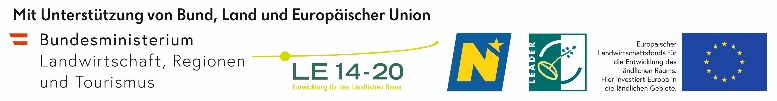 Mit Unterstützung von Bund, Land und Europäischer Union
Bundesministerium
Landwirtschaft, Regionen
und Tourismus
LE 14-20
Entwicklung für den Ländlichen Raum
N
LEADER
Europäischer
Landwirtschaftsfonds für
die Entwicklung des
ländlichen Raums:
Hier investiert Europa in
die ländlichen Gebiete.